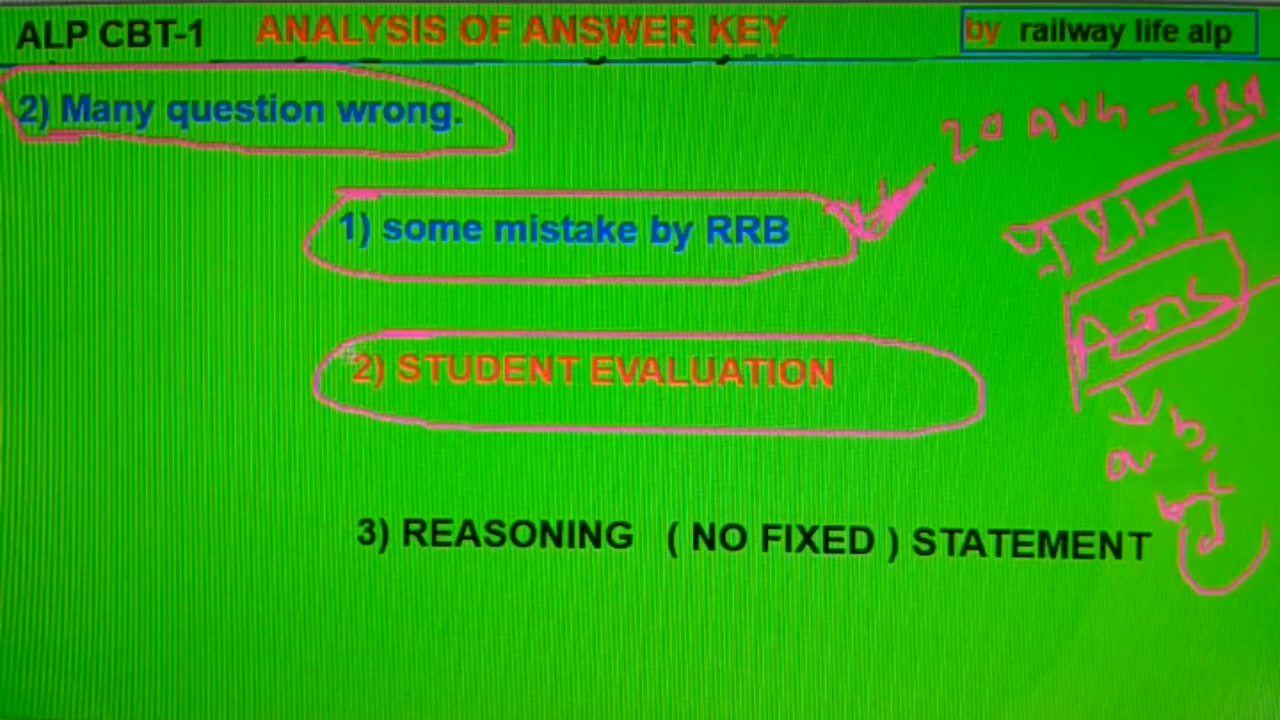 ALP CBT-1 ANALYSIS OF ANSWER KEY by railway life alp
2) Many question wrong.
20
1) some mistake by RRB
Ans
2) STUDENT EVALUATION
b,
a
3) REASONING ( NO FIXED ) STATEMENT